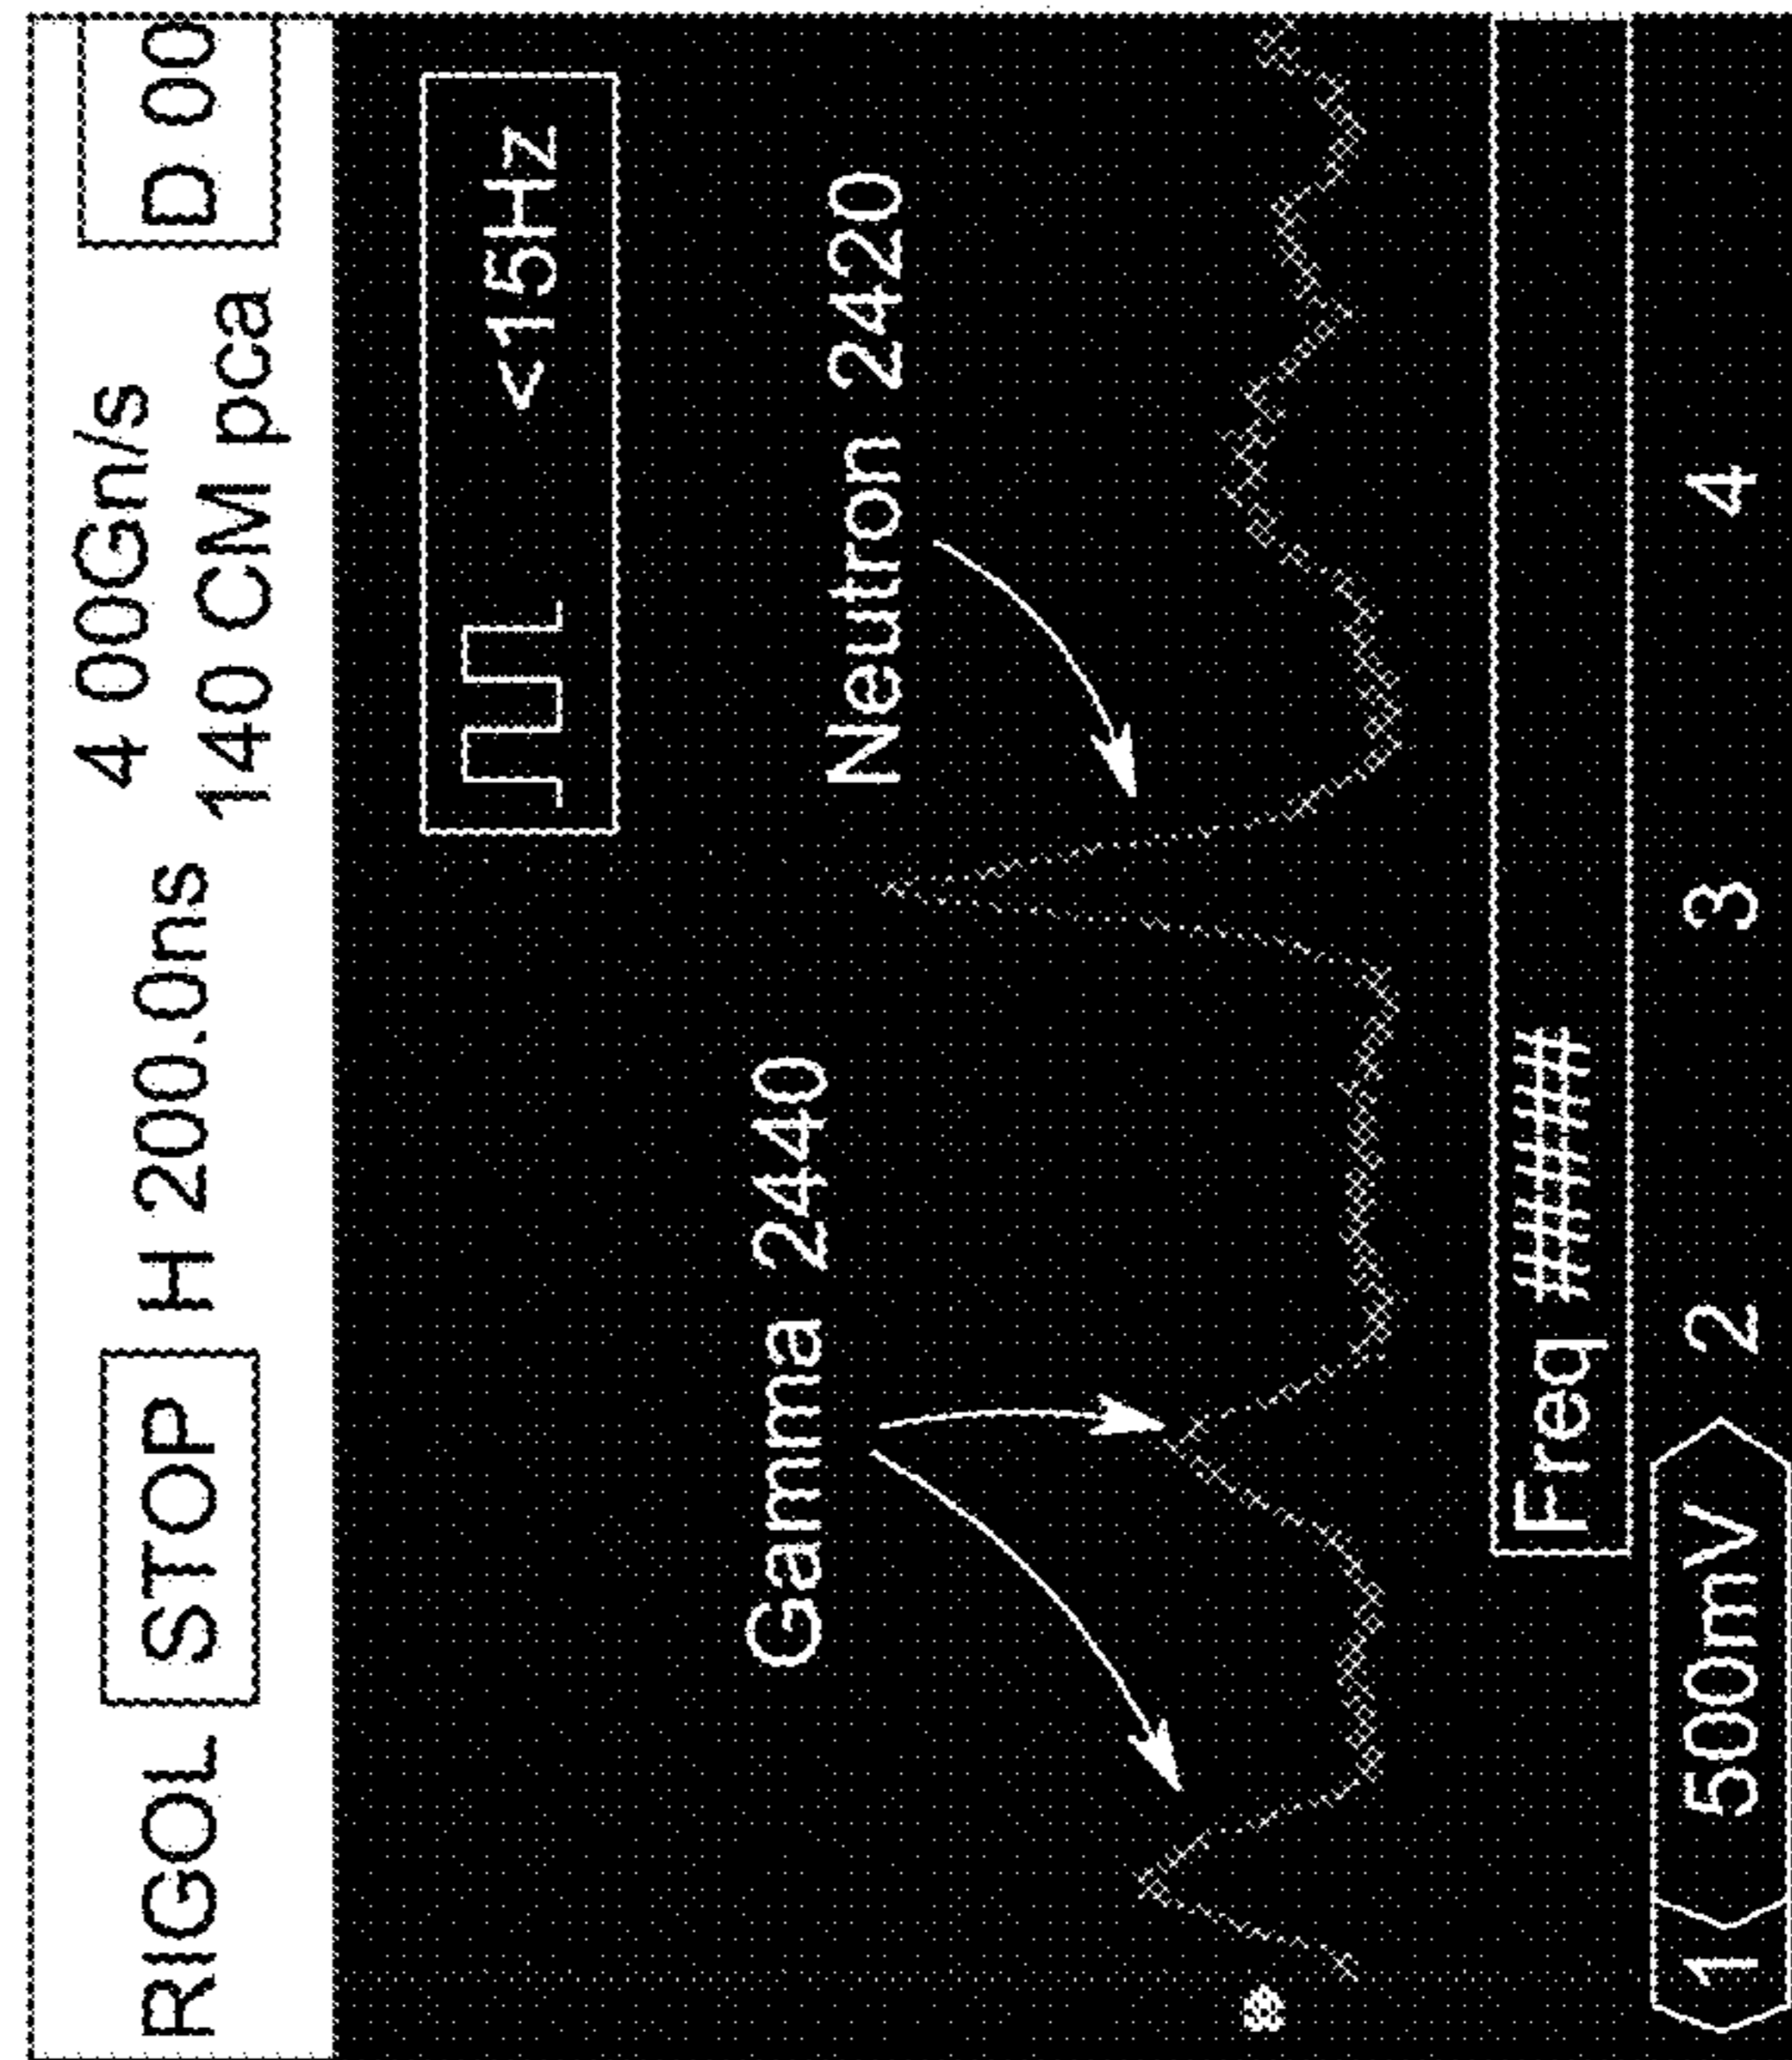 RIGOL STOP H 200.0ns
4 00Gn/s
140 CM pca
D 00
<15Hz
Gamma 2440
Neutron 2420
Freq #####
1 500mV 2 3 4